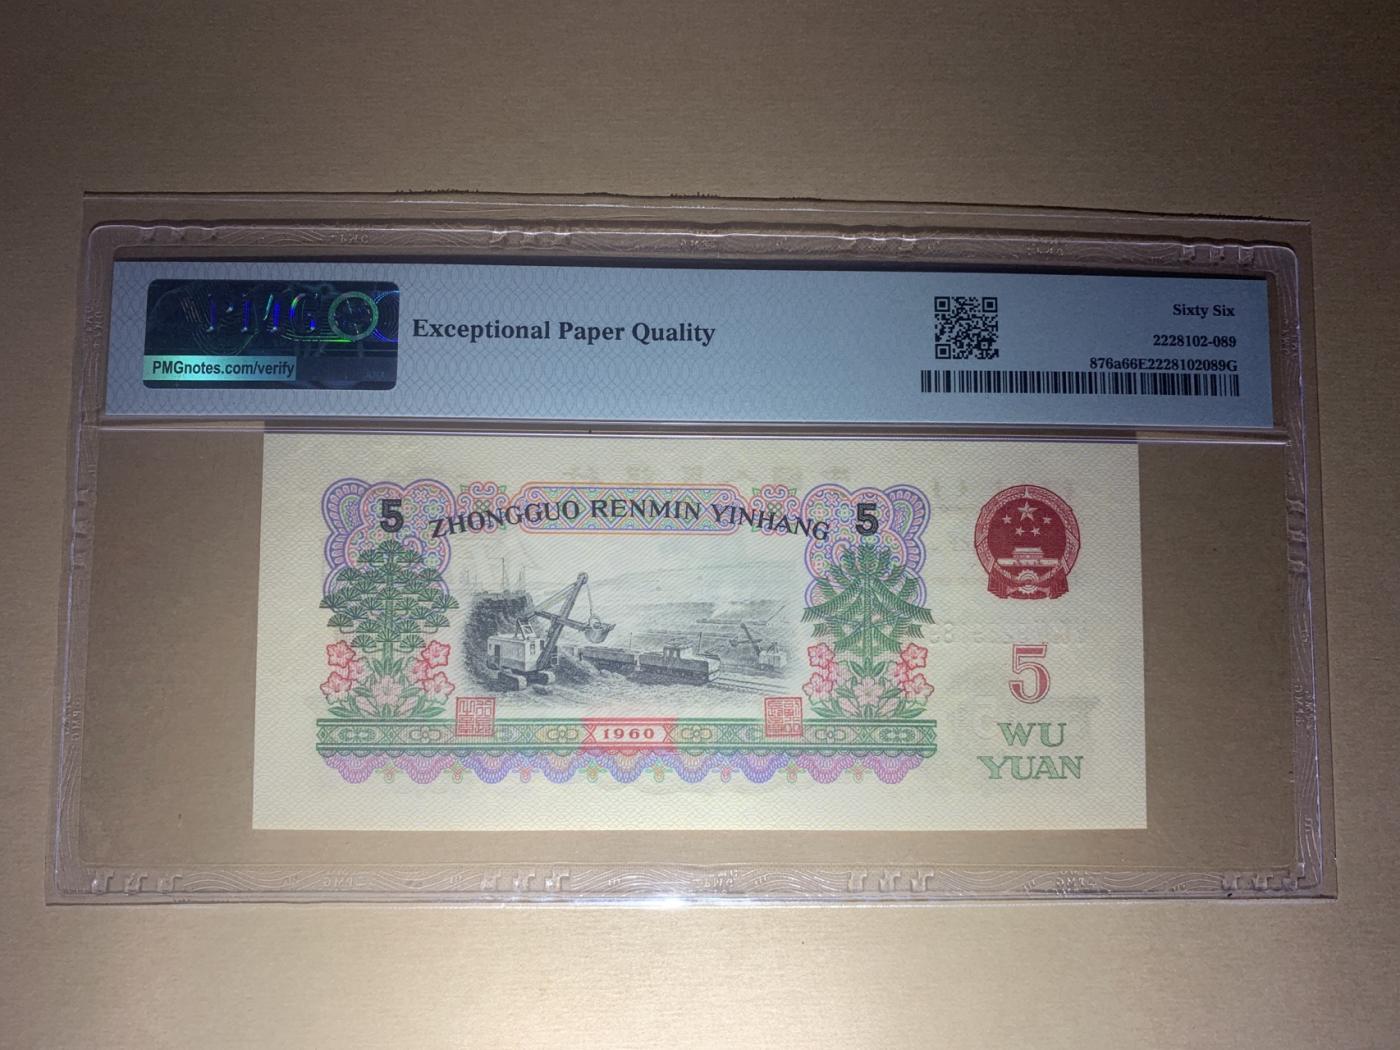 PMG
PMGnotes.com/verify
Exceptional Paper Quality
Sixty Six
2228102-089
876a66E2228102089G
5 ZHONGGUO RENMIN YINHANG 5
5
WU
YUAN
1960